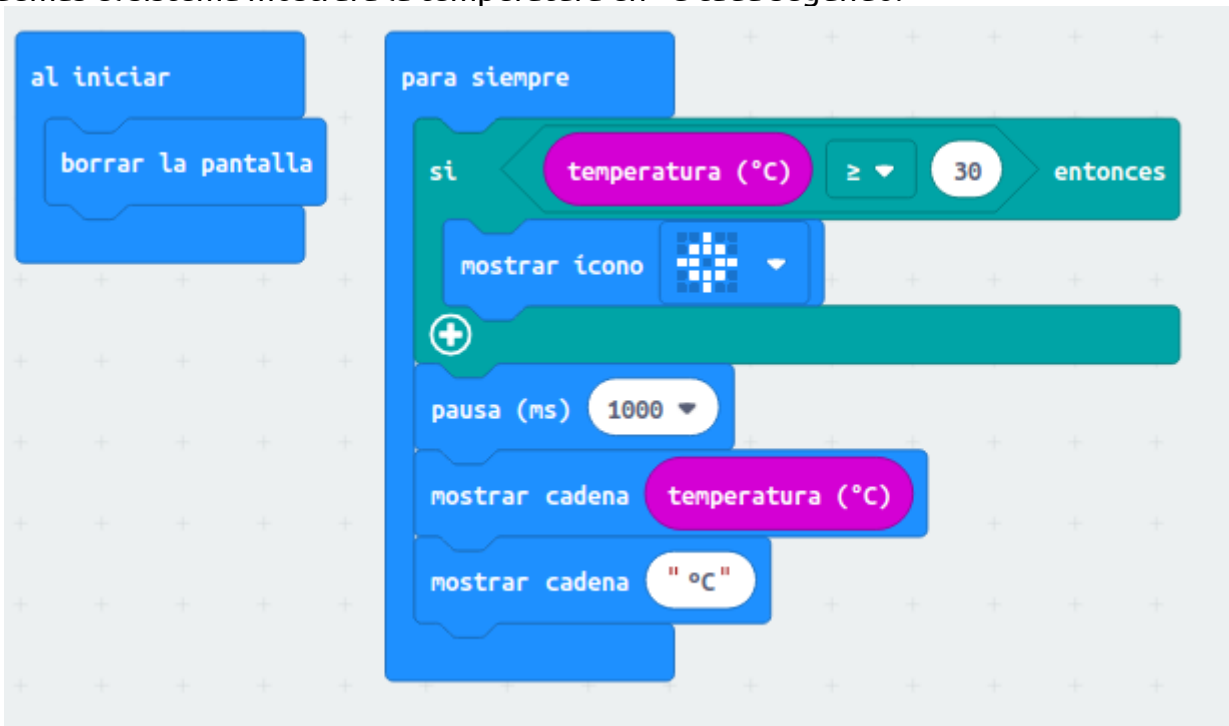 al iniciar
borrar la pantalla
para siempre
si temperatura (°C) ≥ 30 entonces
mostrar ícono
pausa (ms) 1000
mostrar cadena temperatura (°C)
mostrar cadena "ºC"